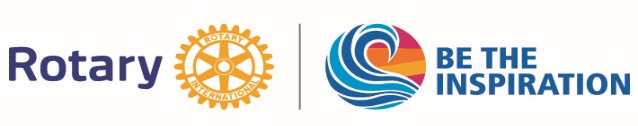 Rotary
ROTARY
INTERNATIONAL
BE THE
INSPIRATION